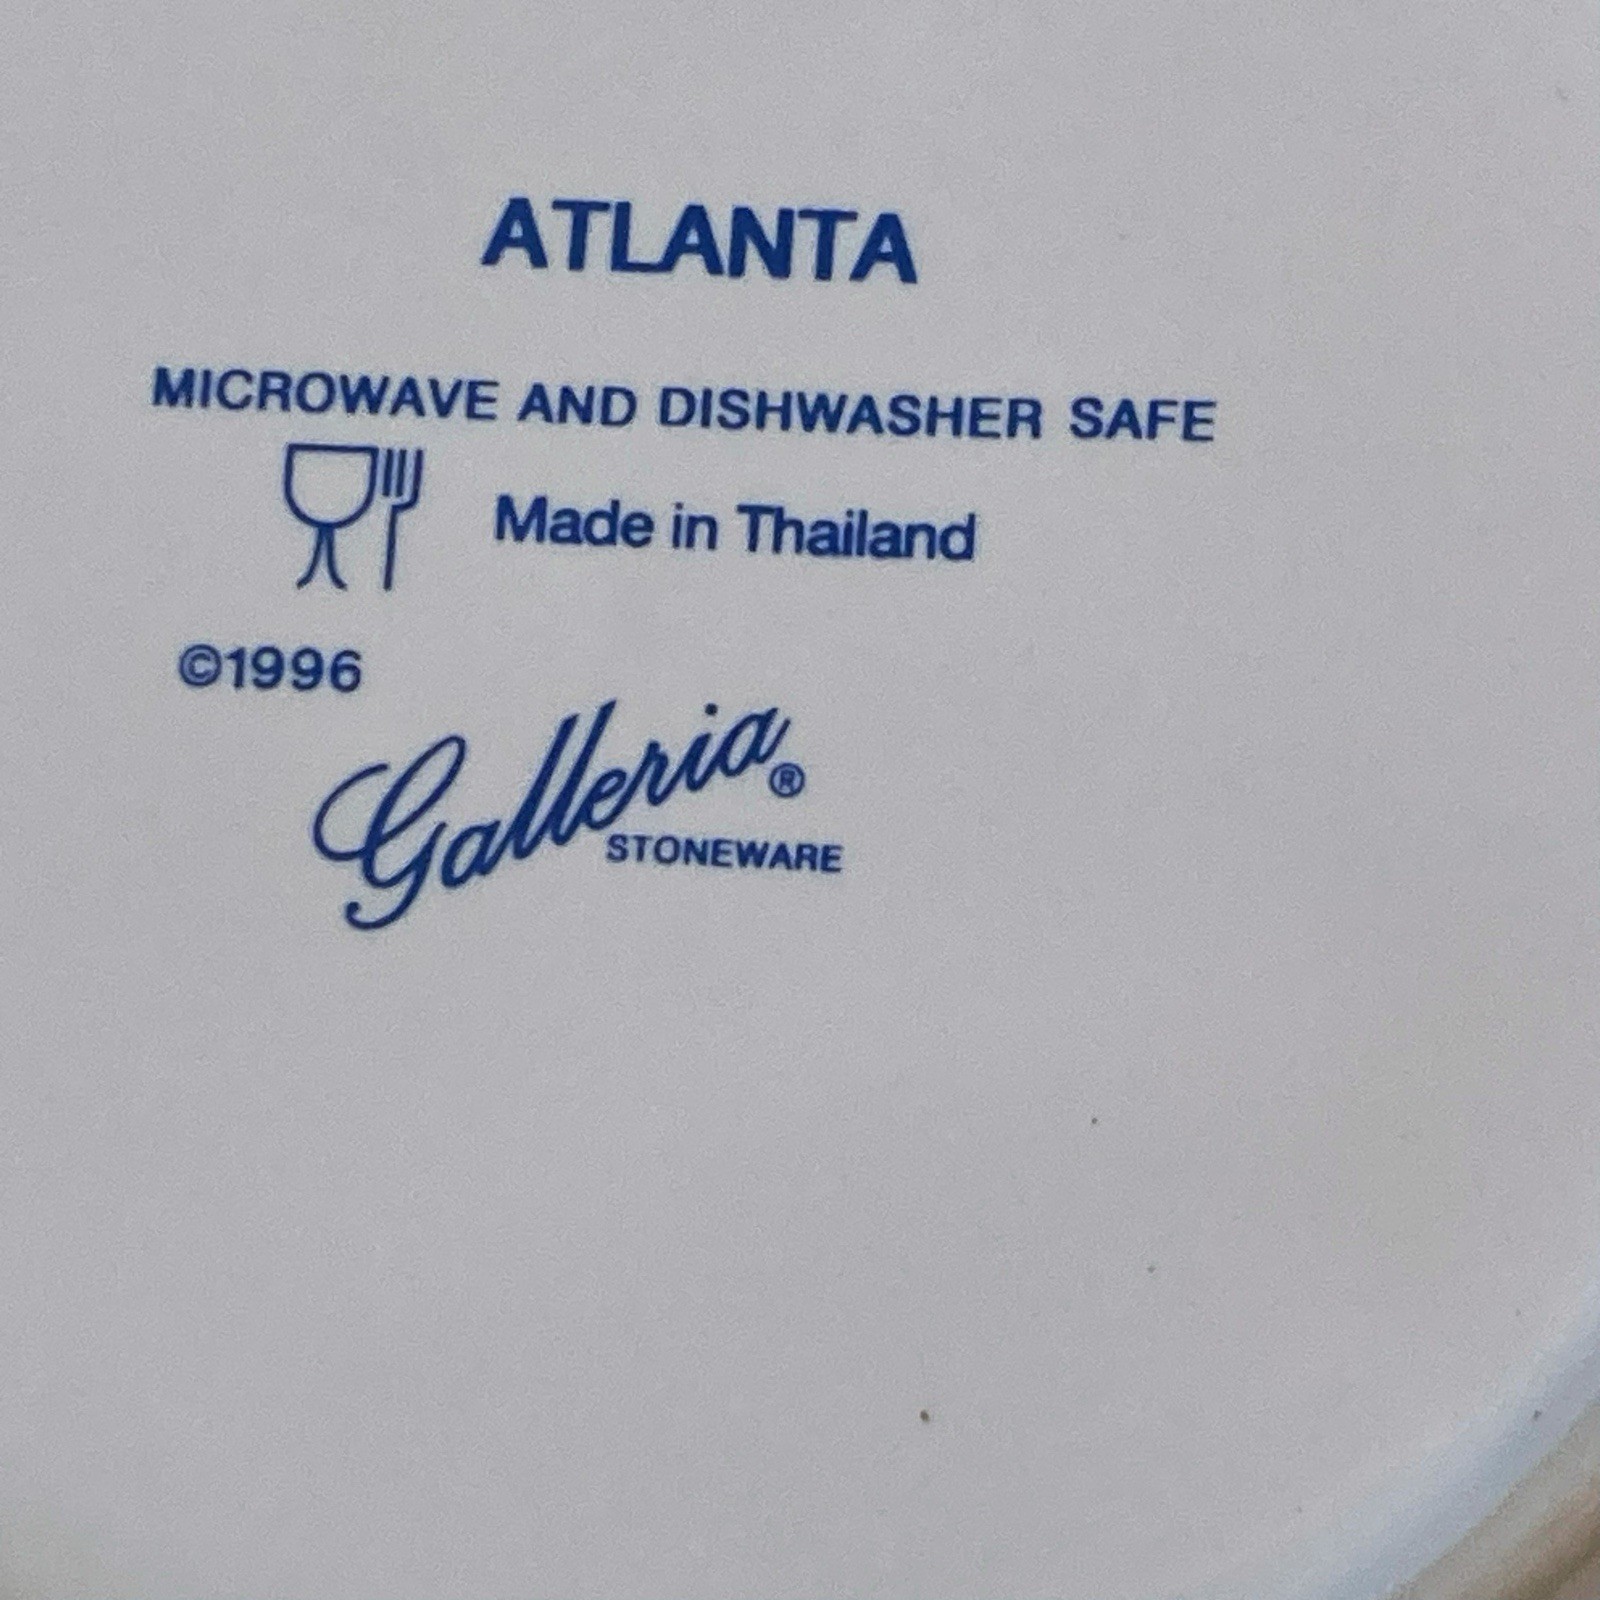 ATLANTA
MICROWAVE AND DISHWASHER SAFE
Made in Thailand
©1996
Galleria®
STONEWARE